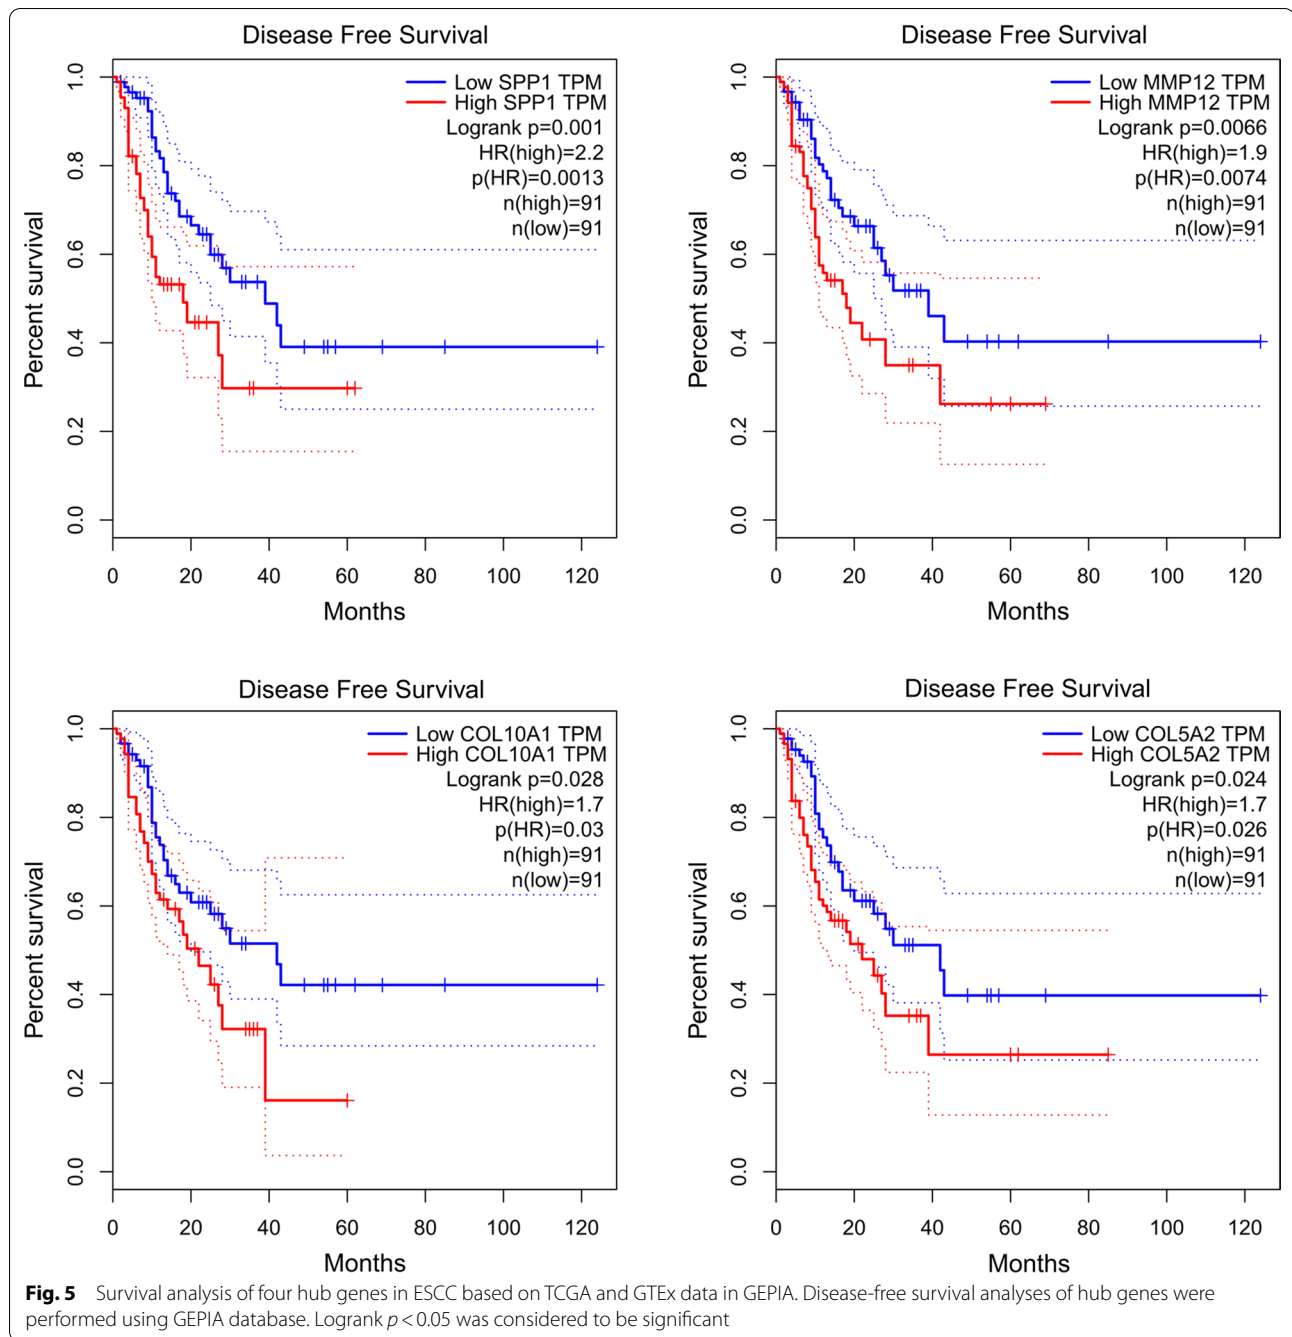 Disease Free Survival
Low SPP1 TPM
High SPP1 TPM
Logrank p=0.001
HR(high)=2.2
p(HR)=0.0013
n(high)=91
n(low)=91
Percent survival
1.0
0.8
0.6
0.4
0.2
0.0
0 20 40 60 80 100 120
Months
Disease Free Survival
Low MMP12 TPM
High MMP12 TPM
Logrank p=0.0066
HR(high)=1.9
p(HR)=0.0074
n(high)=91
n(low)=91
Percent survival
1.0
0.8
0.6
0.4
0.2
0.0
0 20 40 60 80 100 120
Months
Disease Free Survival
Low COL10A1 TPM
High COL10A1 TPM
Logrank p=0.028
HR(high)=1.7
p(HR)=0.03
n(high)=91
n(low)=91
Percent survival
1.0
0.8
0.6
0.4
0.2
0.0
0 20 40 60 80 100 120
Months
Disease Free Survival
Low COL5A2 TPM
High COL5A2 TPM
Logrank p=0.024
HR(high)=1.7
p(HR)=0.026
n(high)=91
n(low)=91
Percent survival
1.0
0.8
0.6
0.4
0.2
0.0
0 20 40 60 80 100 120
Months
Fig. 5 Survival analysis of four hub genes in ESCC based on TCGA and GTEx data in GEPIA. Disease-free survival analyses of hub genes were
performed using GEPIA database. Logrank p < 0.05 was considered to be significant